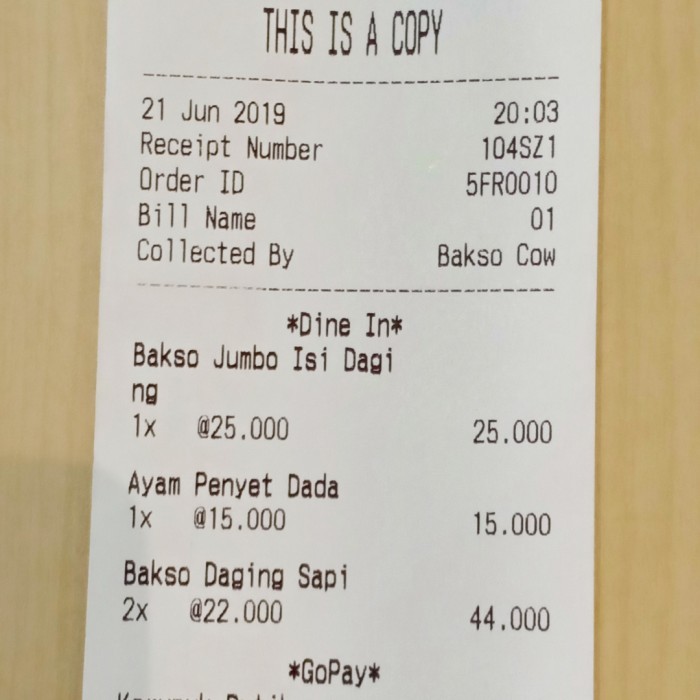 THIS IS A COPY
21 Jun 2019 20:03
Receipt Number 104SZ1
Order ID 5FR0010
Bill Name 01
Collected By Bakso Cow
*Dine In*
Bakso Jumbo Isi Dagi
ng
1x @25.000 25.000
Ayam Penyet Dada
1x @15.000 15.000
Bakso Daging Sapi
2x @22.000 44.000
*GoPay*